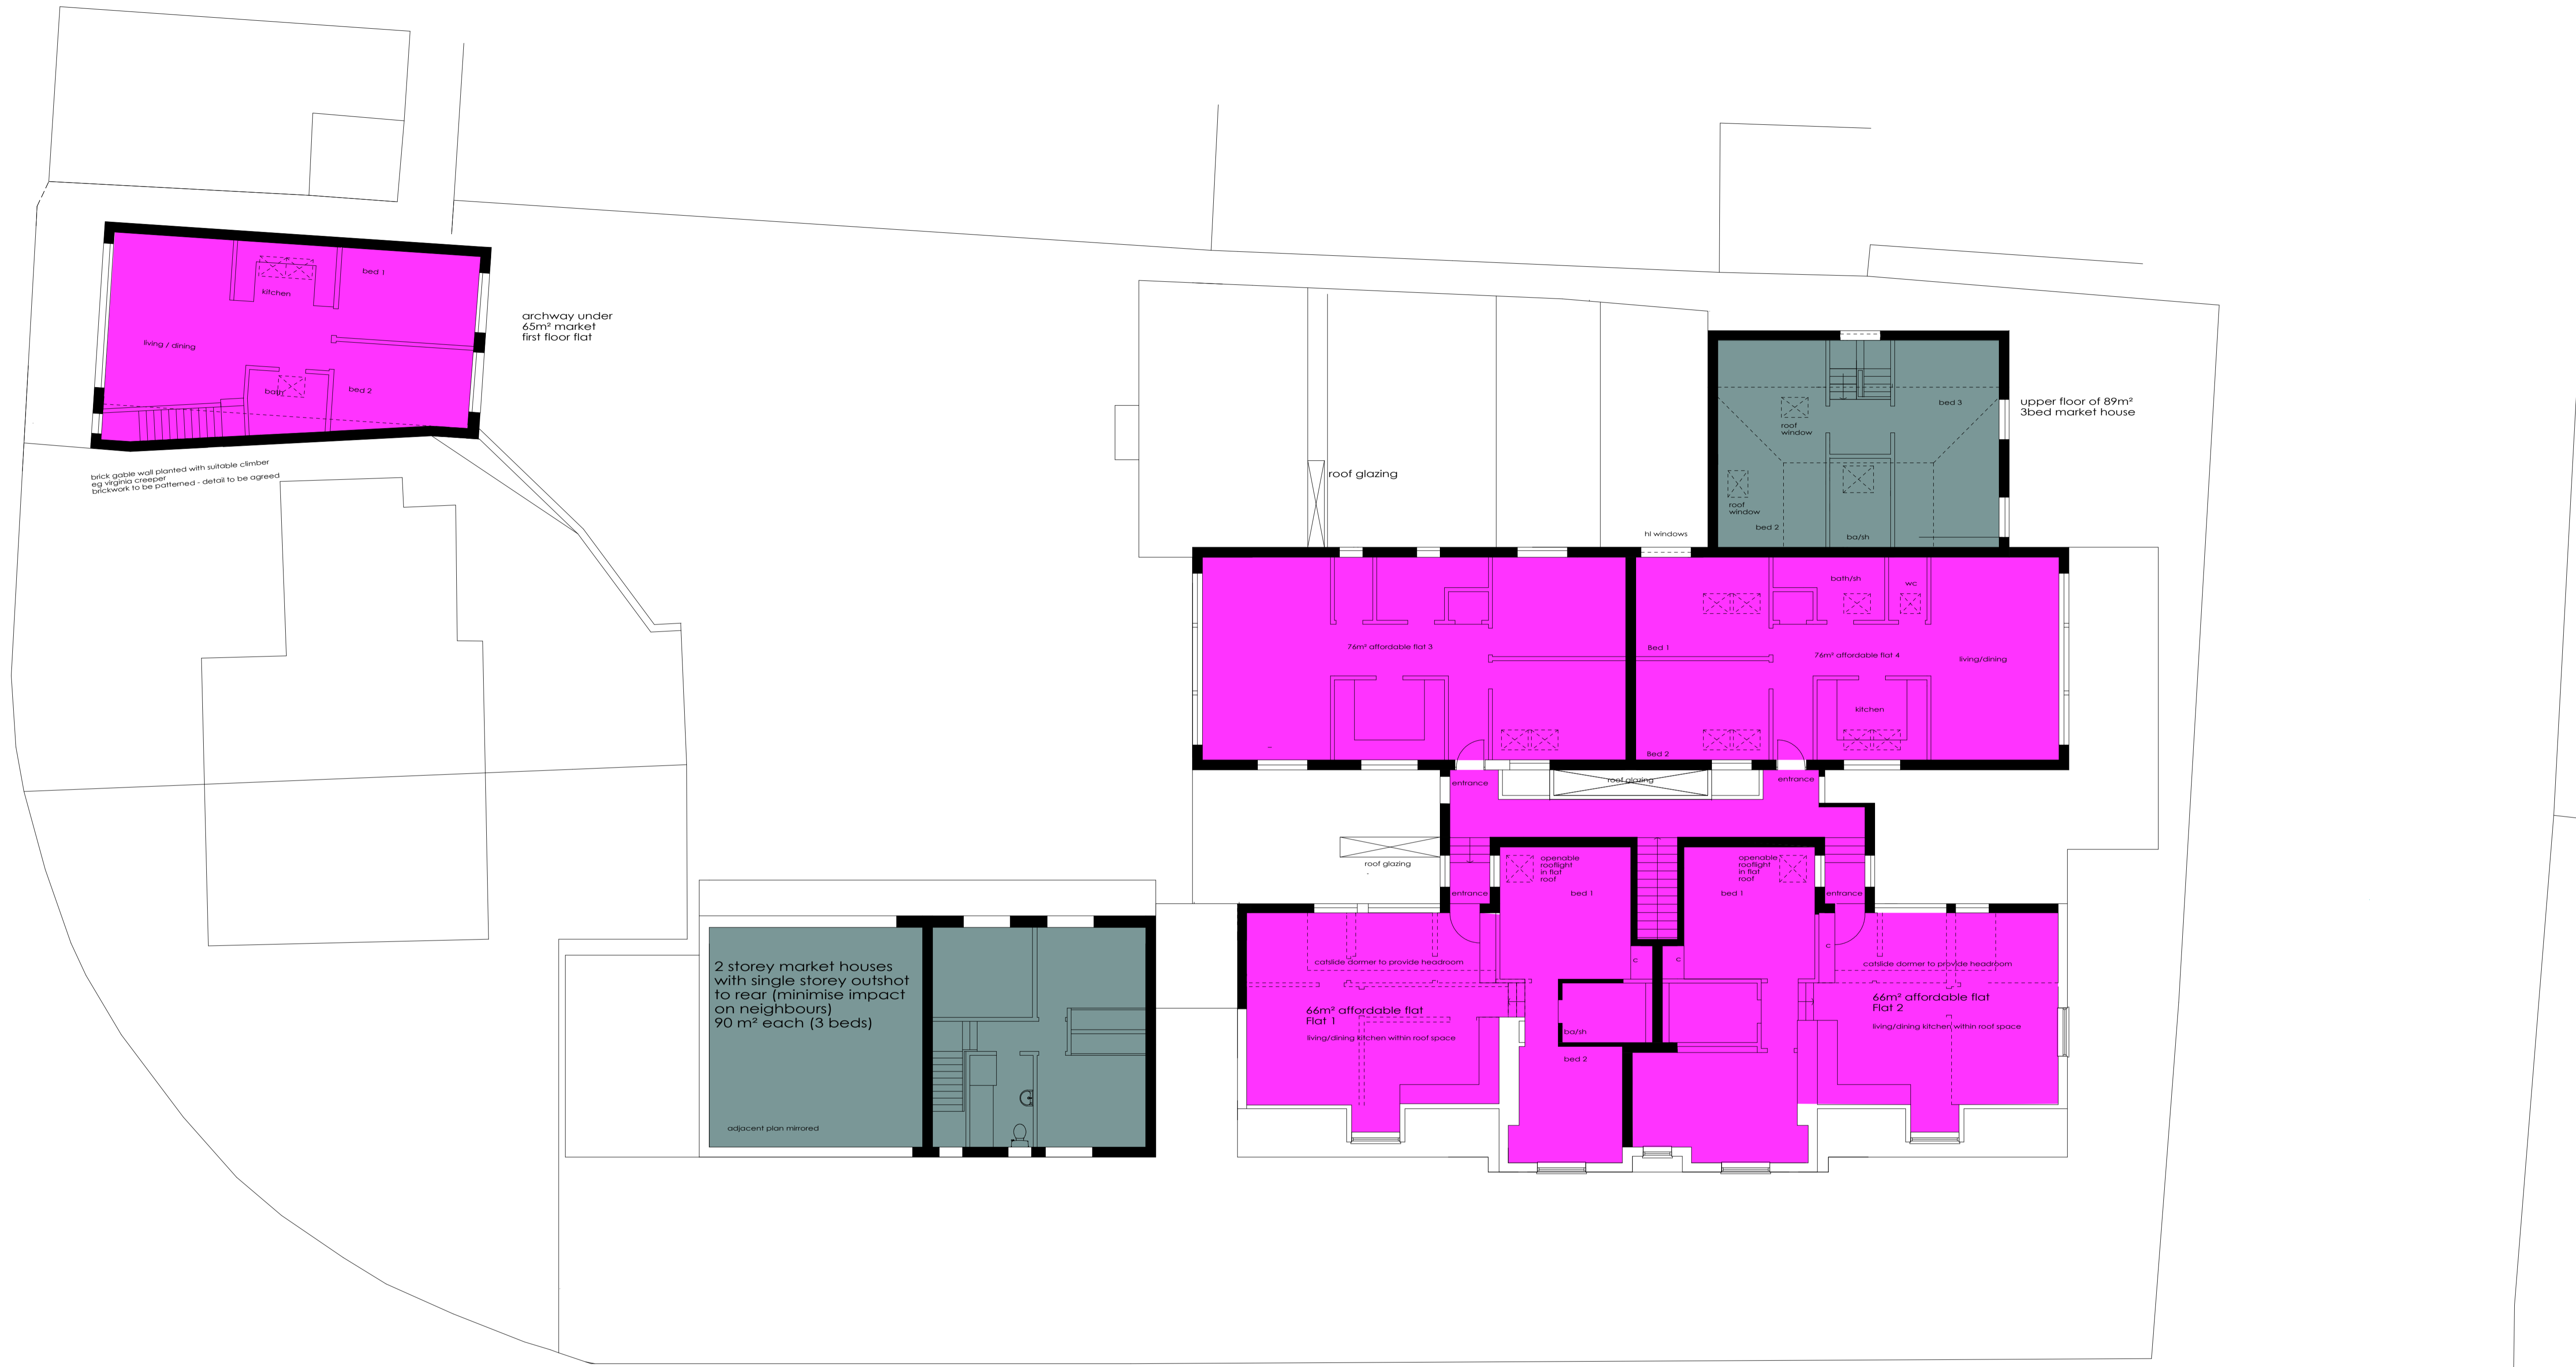 archway under
65m² market
first floor flat
bed 1
kitchen
living / dining
bath
bed 2
brick gable wall planted with suitable climber
eg virginia creeper
brickwork to be patterned - detail to be agreed
upper floor of 89m²
3bed market house
bed 3
roof
window
roof
window
bed 2
ba/sh
roof glazing
hl windows
bath/sh
wc
76m² affordable flat 3
Bed 1
76m² affordable flat 4
living/dining
kitchen
Bed 2
entrance
roof glazing
entrance
roof glazing
openable
rooflight
in flat
roof
openable
rooflight
in flat
roof
entrance
bed 1
bed 1
entrance
c
c
c
catslide dormer to provide headroom
catslide dormer to provide headroom
66m² affordable flat
Flat 1
living/dining kitchen within roof space
66m² affordable flat
Flat 2
living/dining kitchen within roof space
ba/sh
bed 2
2 storey market houses
with single storey outshot
to rear (minimise impact
on neighbours)
90 m² each (3 beds)
adjacent plan mirrored